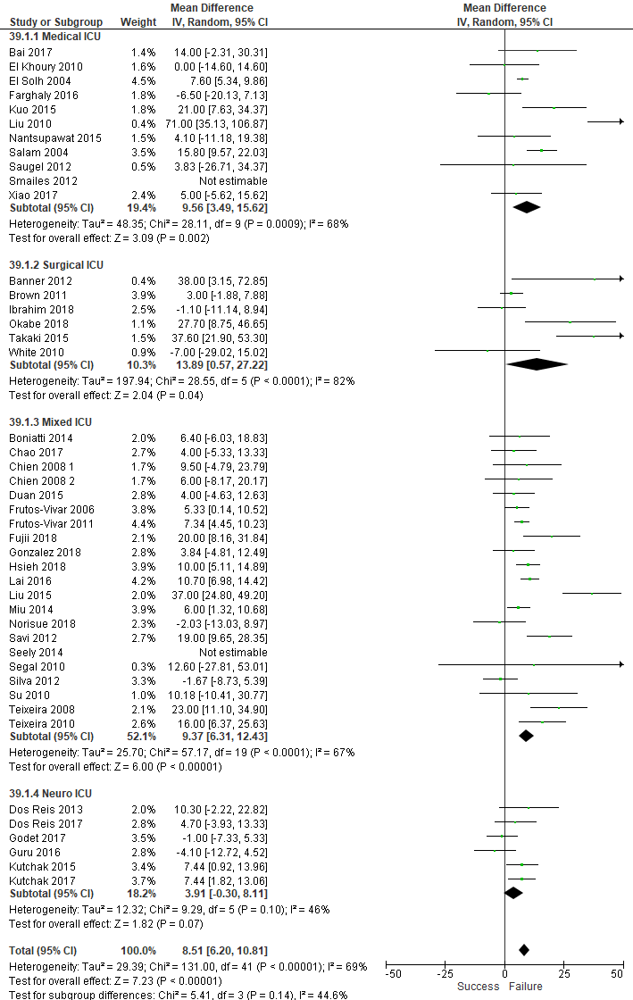 Mean Difference Mean Difference
Study or Subgroup Weight IV, Random, 95% CI IV, Random, 95% CI
39.1.1 Medical ICU
Bai 2017 1.4% 14.00 [-2.31, 30.31]
El Khoury 2010 1.6% 0.00 [-14.60, 14.60]
El Solh 2004 4.5% 7.60 [5.34, 9.86]
Farghaly 2016 1.8% -6.50 [-20.13, 7.13]
Kuo 2015 1.8% 21.00 [7.63, 34.37]
Liu 2010 0.4% 71.00 [35.13, 106.87]
Nantsupawat 2015 1.5% 4.10 [-11.18, 19.38]
Salam 2004 3.5% 15.80 [9.57, 22.03]
Saugel 2012 0.5% 3.83 [-26.71, 34.37]
Smailes 2012 Not estimable
Xiao 2017 2.4% 5.00 [-5.62, 15.62]
Subtotal (95% CI) 19.4% 9.56 [3.49, 15.62]
Heterogeneity: Tau² = 48.35; Chi² = 28.11, df = 9 (P = 0.0009); I² = 68%
Test for overall effect: Z = 3.09 (P = 0.002)
39.1.2 Surgical ICU
Banner 2012 0.4% 38.00 [3.15, 72.85]
Brown 2011 3.9% 3.00 [-1.88, 7.88]
Ibrahim 2018 2.5% -1.10 [-11.14, 8.94]
Okabe 2018 1.1% 27.70 [8.75, 46.65]
Takaki 2015 1.5% 37.60 [21.90, 53.30]
White 2010 0.9% -7.00 [-29.02, 15.02]
Subtotal (95% CI) 10.3% 13.89 [0.57, 27.22]
Heterogeneity: Tau² = 197.94; Chi² = 28.55, df = 5 (P < 0.0001); I² = 82%
Test for overall effect: Z = 2.04 (P = 0.04)
39.1.3 Mixed ICU
Boniatti 2014 2.0% 6.40 [-6.03, 18.83]
Chao 2017 2.7% 4.00 [-5.33, 13.33]
Chien 2008 1 1.7% 9.50 [-4.79, 23.79]
Chien 2008 2 1.7% 6.00 [-8.17, 20.17]
Duan 2015 2.8% 4.00 [-4.63, 12.63]
Frutos-Vivar 2006 3.8% 5.33 [0.14, 10.52]
Frutos-Vivar 2011 4.4% 7.34 [4.45, 10.23]
Fujii 2018 2.1% 20.00 [8.16, 31.84]
Gonzalez 2018 2.8% 3.84 [-4.81, 12.49]
Hsieh 2018 3.9% 10.00 [5.11, 14.89]
Lai 2016 4.2% 10.70 [6.98, 14.42]
Liu 2015 2.0% 37.00 [24.80, 49.20]
Miu 2014 3.9% 6.00 [1.32, 10.68]
Norisue 2018 2.3% -2.03 [-13.03, 8.97]
Savi 2012 2.7% 19.00 [9.65, 28.35]
Seely 2014 Not estimable
Segal 2010 0.3% 12.60 [-27.81, 53.01]
Silva 2012 3.3% -1.67 [-8.73, 5.39]
Su 2010 1.0% 10.18 [-10.41, 30.77]
Teixeira 2008 2.1% 23.00 [11.10, 34.90]
Teixeira 2010 2.6% 16.00 [6.37, 25.63]
Subtotal (95% CI) 52.1% 9.37 [6.31, 12.43]
Heterogeneity: Tau² = 25.70; Chi² = 57.17, df = 19 (P < 0.0001); I² = 67%
Test for overall effect: Z = 6.00 (P < 0.00001)
39.1.4 Neuro ICU
Dos Reis 2013 2.0% 10.30 [-2.22, 22.82]
Dos Reis 2017 2.8% 4.70 [-3.93, 13.33]
Godet 2017 3.5% -1.00 [-7.33, 5.33]
Guru 2016 2.8% -4.10 [-12.72, 4.52]
Kutchak 2015 3.4% 7.44 [0.92, 13.96]
Kutchak 2017 3.7% 7.44 [1.82, 13.06]
Subtotal (95% CI) 18.2% 3.91 [-0.30, 8.11]
Heterogeneity: Tau² = 12.32; Chi² = 9.29, df = 5 (P = 0.10); I² = 46%
Test for overall effect: Z = 1.82 (P = 0.07)
Total (95% CI) 100.0% 8.51 [6.20, 10.81]
Heterogeneity: Tau² = 29.39; Chi² = 131.00, df = 41 (P < 0.00001); I² = 69%
Test for overall effect: Z = 7.23 (P < 0.00001)
Test for subgroup differences: Chi² = 5.41, df = 3 (P = 0.14), I² = 44.6%
-50 -25 0 25 50
Success Failure